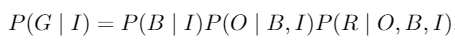 P(G | I) = P(B | I)P(O | B, I)P(R | O, B, I)